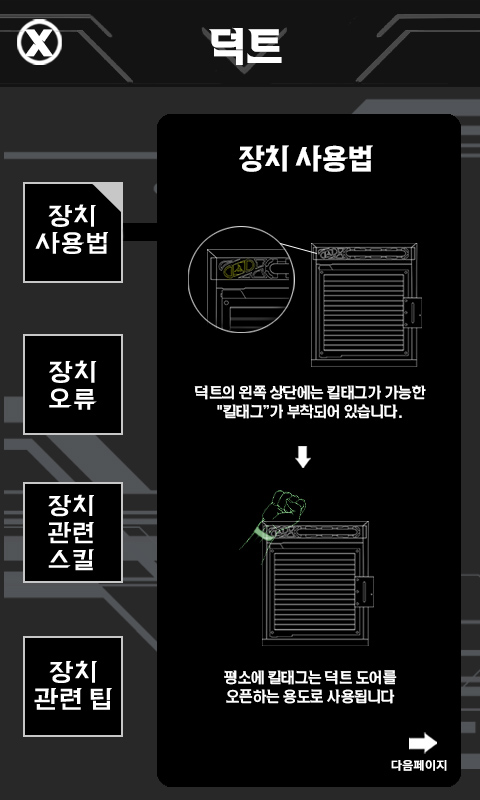 X
덕트
장치 사용법
장치
사용법
장치
오류
장치
관련
스킬
장치
관련 팁
덕트의 왼쪽 상단에는 킬태그가 가능한
"킬태그"가 부착되어 있습니다.
평소에 킬태그는 덕트 도어를
오픈하는 용도로 사용됩니다
다음페이지